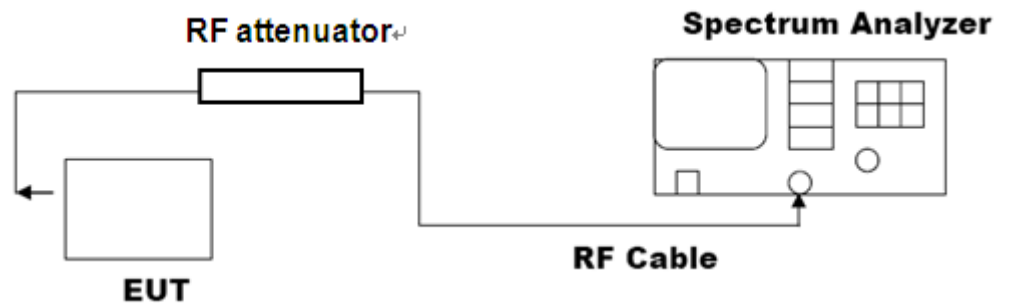 RF attenuator↵
Spectrum Analyzer
RF Cable
EUT